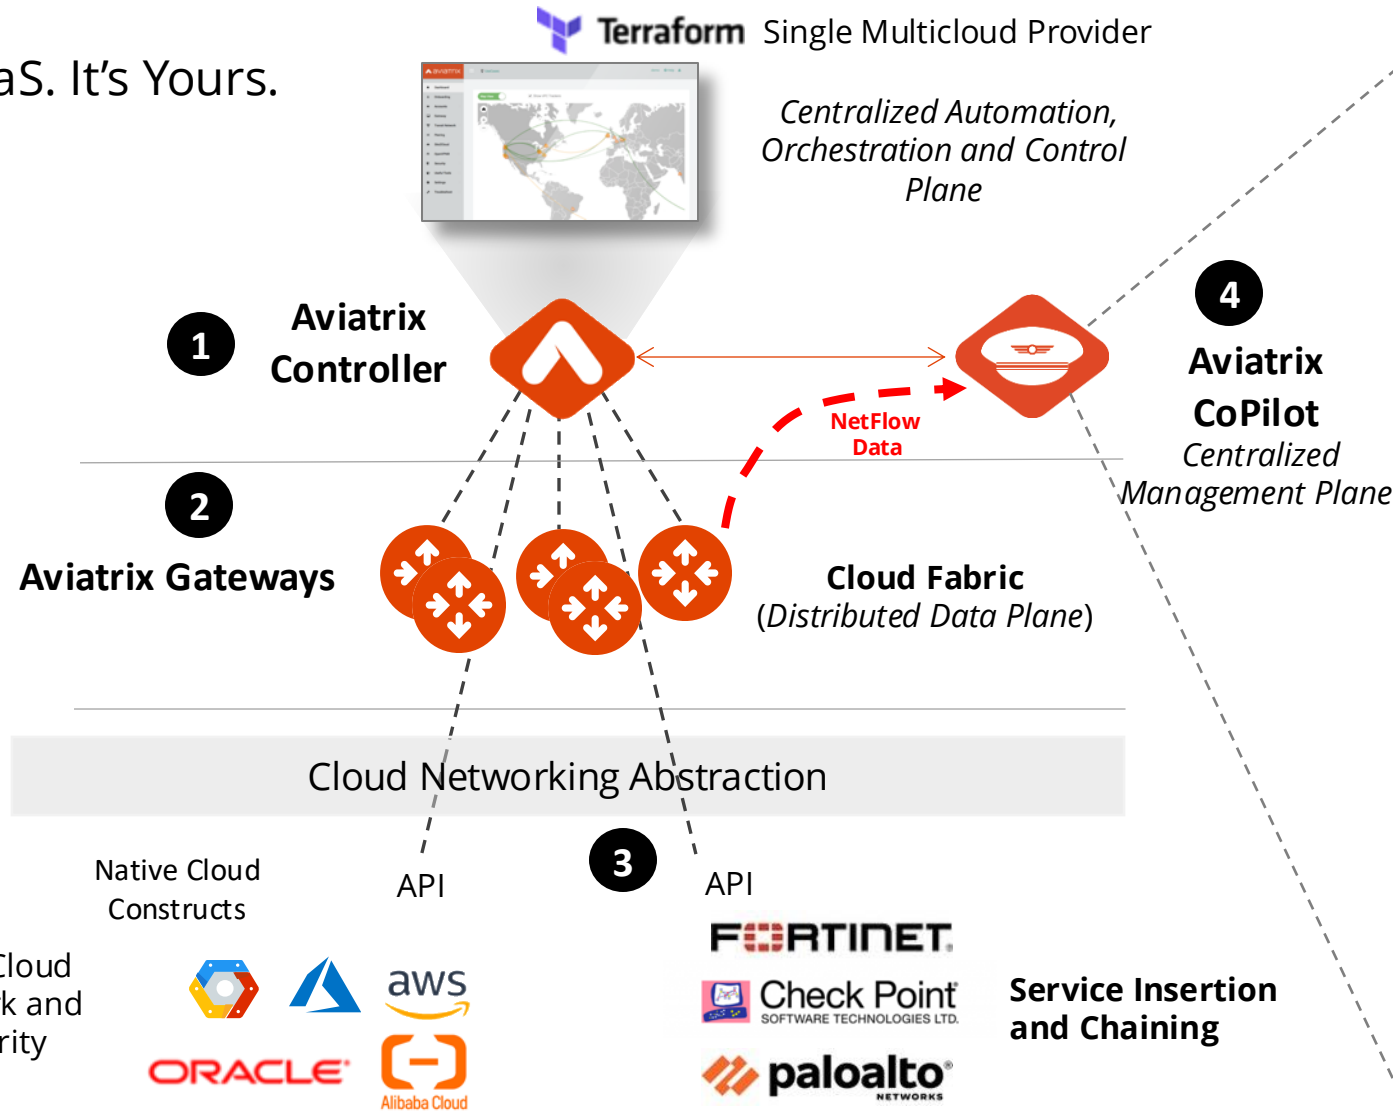 Terraform Single Multicloud Provider
aS. It's Yours.
AVIATRIX
Centralized Automation,
Orchestration and Control
Plane
1
Aviatrix
Controller
4
Aviatrix
CoPilot
Centralized
Management Plane
NetFlow
Data
2
Aviatrix Gateways
Cloud Fabric
(Distributed Data Plane)
Cloud Networking Abstraction
3
Native Cloud
Constructs
API
API
Cloud
rk and
rity
aws
ORACLE
Alibaba Cloud
FORTINET
Check Point
SOFTWARE TECHNOLOGIES LTD.
paloalto
NETWORKS
Service Insertion
and Chaining